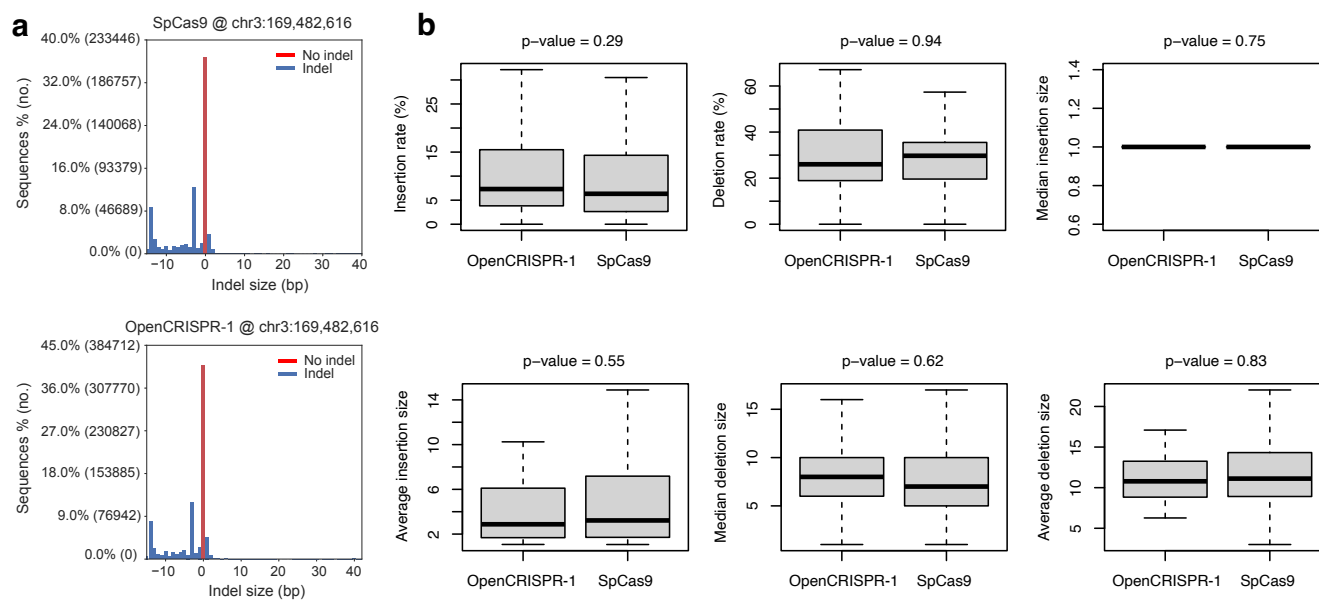 a
SpCas9 @ chr3:169,482,616
40.0% (233446)
32.0% (186757)
24.0% (140068)
16.0% (93379)
8.0% (46689)
0.0% (0)
Sequences % (no.)
No indel
Indel
−10 0 10 20 30 40
Indel size (bp)
OpenCRISPR-1 @ chr3:169,482,616
45.0% (384712)
36.0% (307770)
27.0% (230827)
18.0% (153885)
9.0% (76942)
0.0% (0)
Sequences % (no.)
No indel
Indel
−10 0 10 20 30 40
Indel size (bp)
b
p−value = 0.29
Insertion rate (%)
25
15
5
0
OpenCRISPR-1 SpCas9
p−value = 0.94
Deletion rate (%)
60
40
20
0
OpenCRISPR-1 SpCas9
p−value = 0.75
Median insertion size
1.4
1.2
1.0
0.8
0.6
OpenCRISPR-1 SpCas9
p−value = 0.55
Average insertion size
14
10
6
4
2
OpenCRISPR-1 SpCas9
p−value = 0.62
Median deletion size
15
10
5
OpenCRISPR-1 SpCas9
p−value = 0.83
Average deletion size
20
15
10
5
OpenCRISPR-1 SpCas9